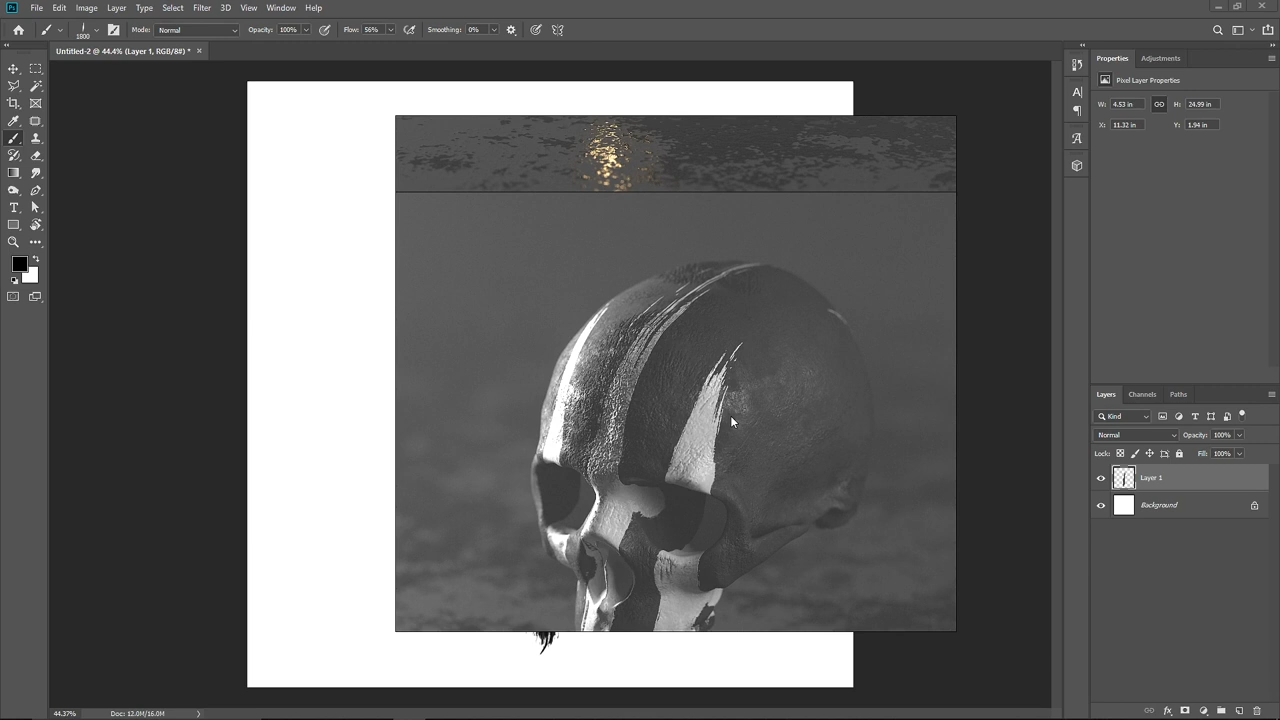 Ps File Edit Image Layer Type Select Filter 3D View Window Help
1800 Mode: Normal Opacity: 100% Flow: 56% Smoothing: 0%
Untitled-2 @ 44.4% (Layer 1, RGB/8#) * ×
Properties Adjustments
Pixel Layer Properties
W: 4.53 in H: 24.99 in
X: 11.32 in Y: 1.94 in
Layers Channels Paths
Kind
Normal Opacity: 100%
Lock: Fill: 100%
Layer 1
Background
44.37% Doc: 12.0M/16.0M